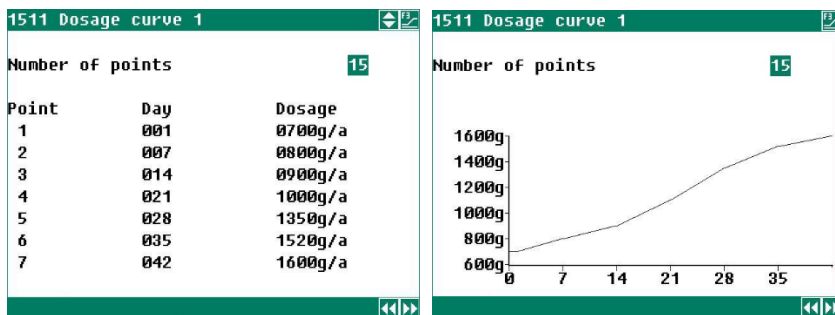 1511 Dosage curve 1 F3
Number of points 15
Point Day Dosage
1 001 0700g/a
2 007 0800g/a
3 014 0900g/a
4 021 1000g/a
5 028 1350g/a
6 035 1520g/a
7 042 1600g/a
1511 Dosage curve 1 F3
Number of points 15
1600g
1400g
1200g
1000g
800g
600g
0 7 14 21 28 35